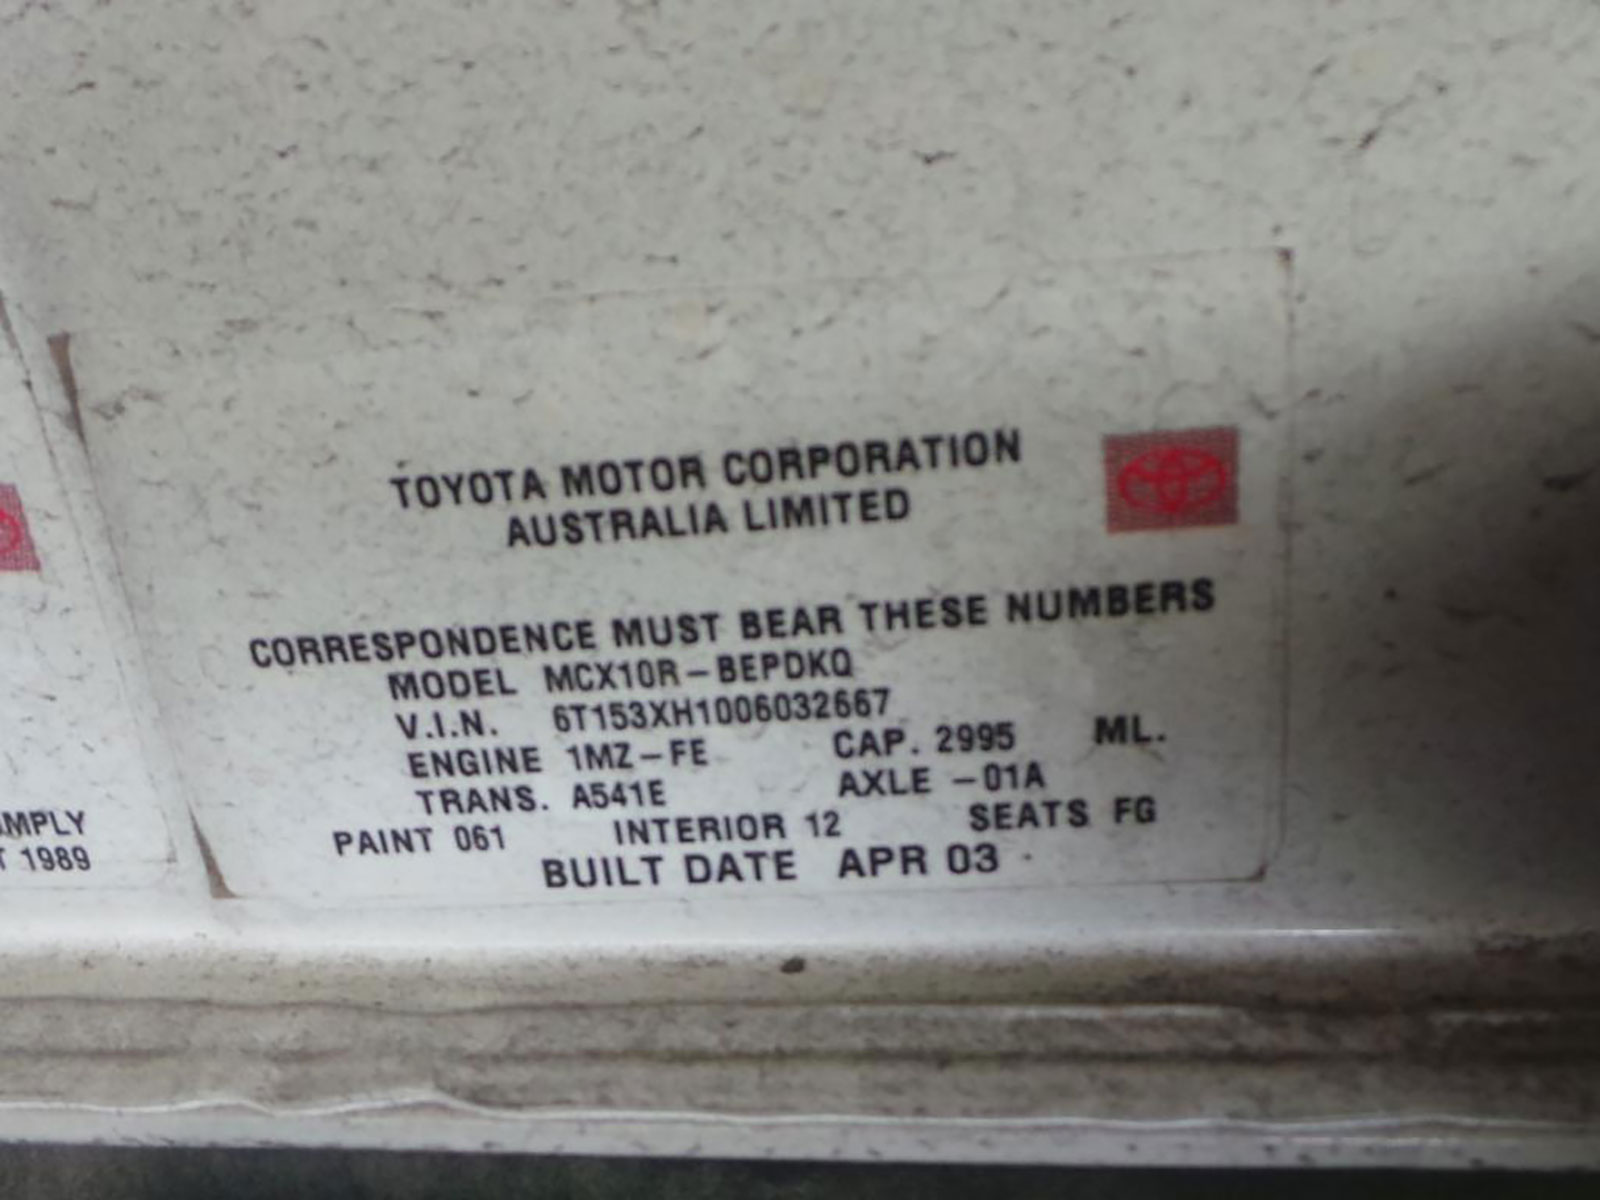 TOYOTA MOTOR CORPORATION
AUSTRALIA LIMITED
CORRESPONDENCE MUST BEAR THESE NUMBERS
MODEL MCX10R-BEPDKQ
V.I.N. 6T153XH1006032667
ENGINE 1MZ-FE CAP. 2995 ML.
TRANS. A541E AXLE -01A
PAINT 061 INTERIOR 12 SEATS FG
BUILT DATE APR 03
1989